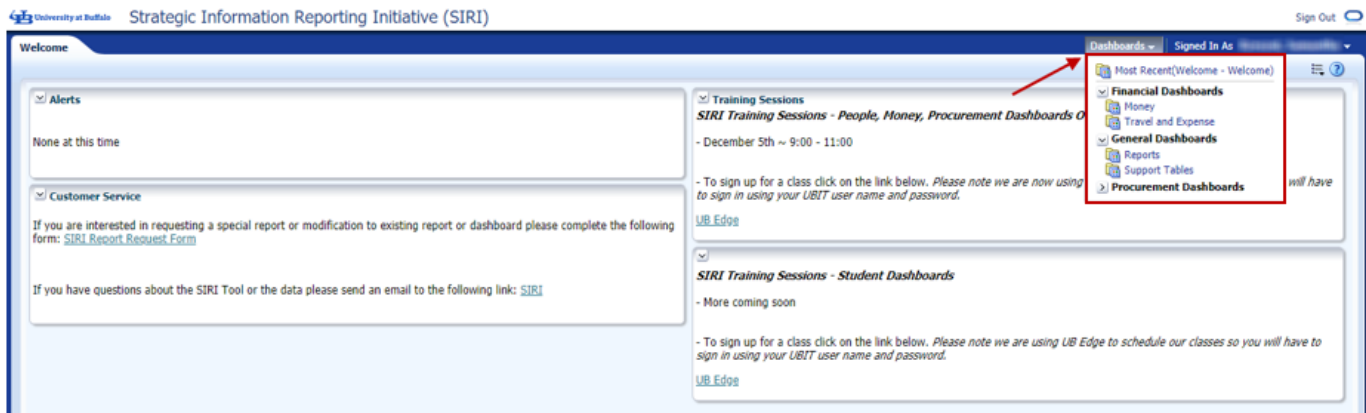 University at Buffalo Strategic Information Reporting Initiative (SIRI)
Sign Out
Welcome
Dashboards
Signed In As
Most Recent(Welcome - Welcome)
Financial Dashboards
Money
Travel and Expense
General Dashboards
Reports
Support Tables
Procurement Dashboards
Alerts
None at this time
Customer Service
If you are interested in requesting a special report or modification to existing report or dashboard please complete the following
form: SIRI Report Request Form
If you have questions about the SIRI Tool or the data please send an email to the following link: SIRI
Training Sessions
SIRI Training Sessions - People, Money, Procurement Dashboards O
- December 5th ~ 9:00 - 11:00
- To sign up for a class click on the link below. Please note we are now using will have
to sign in using your UBIT user name and password.
UB Edge
SIRI Training Sessions - Student Dashboards
- More coming soon
- To sign up for a class click on the link below. Please note we are using UB Edge to schedule our classes so you will have to
sign in using your UBIT user name and password.
UB Edge